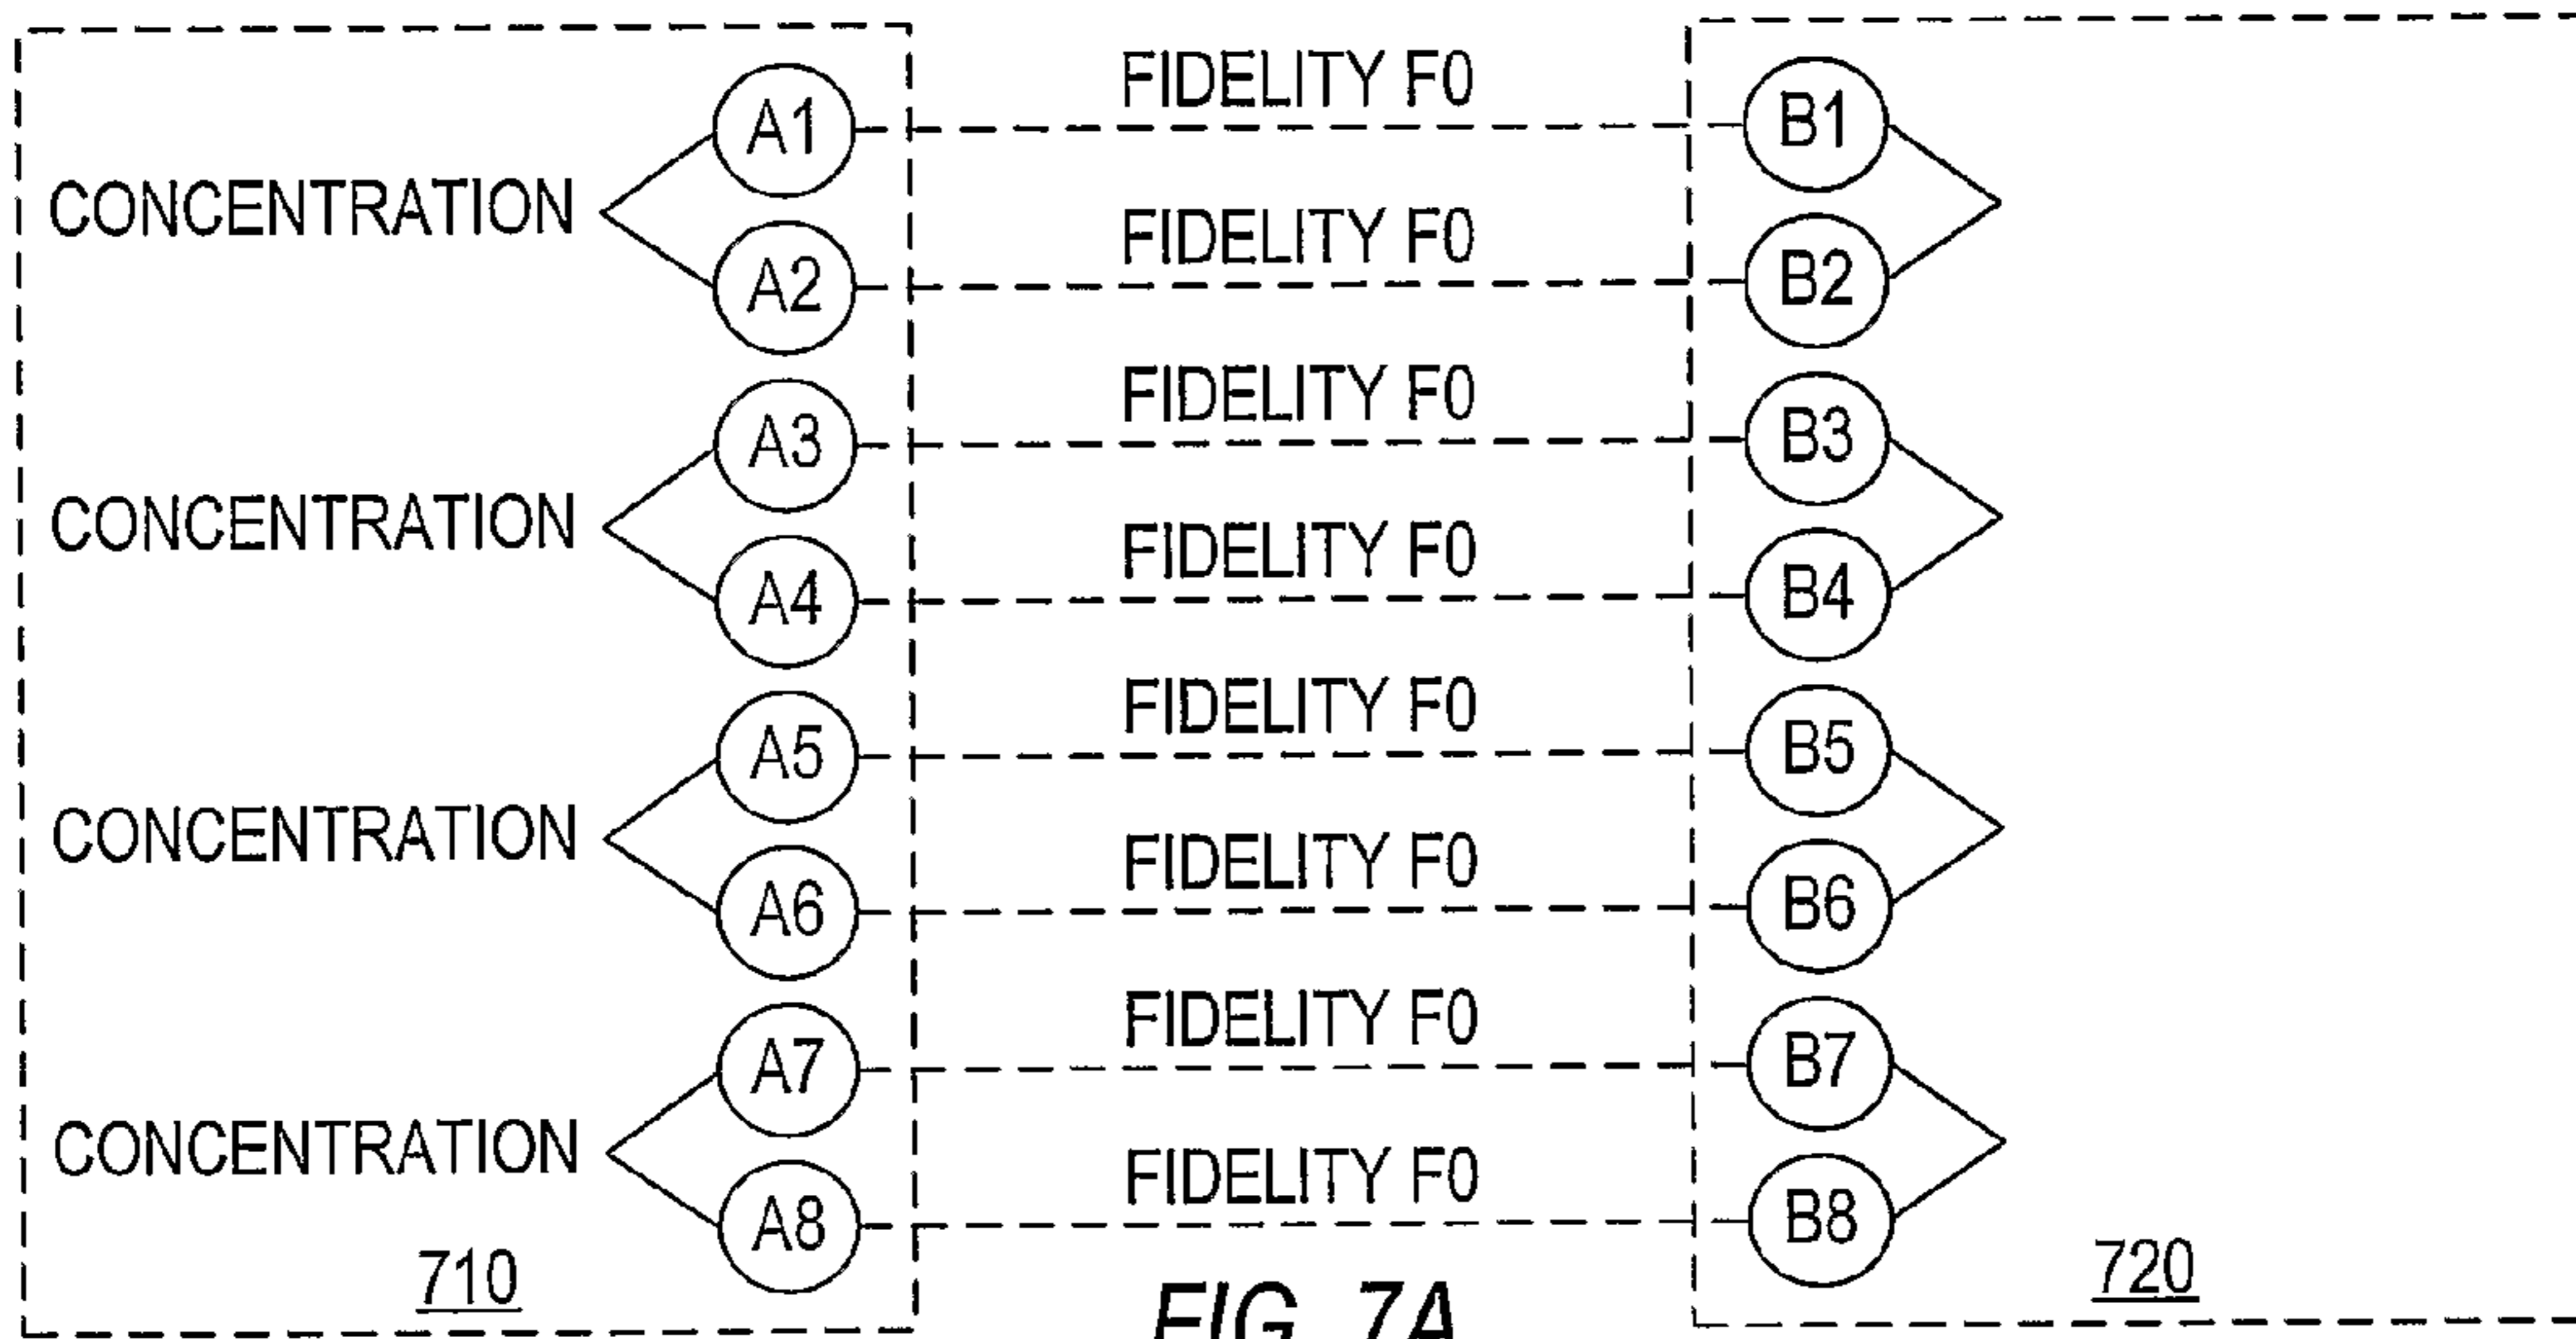 FIDELITY F0
A1
B1
CONCENTRATION
FIDELITY F0
A2
B2
FIDELITY F0
A3
B3
CONCENTRATION
FIDELITY F0
A4
B4
FIDELITY F0
A5
B5
CONCENTRATION
FIDELITY F0
A6
B6
FIDELITY F0
A7
B7
CONCENTRATION
FIDELITY F0
A8
B8
710
720
FIG. 7A